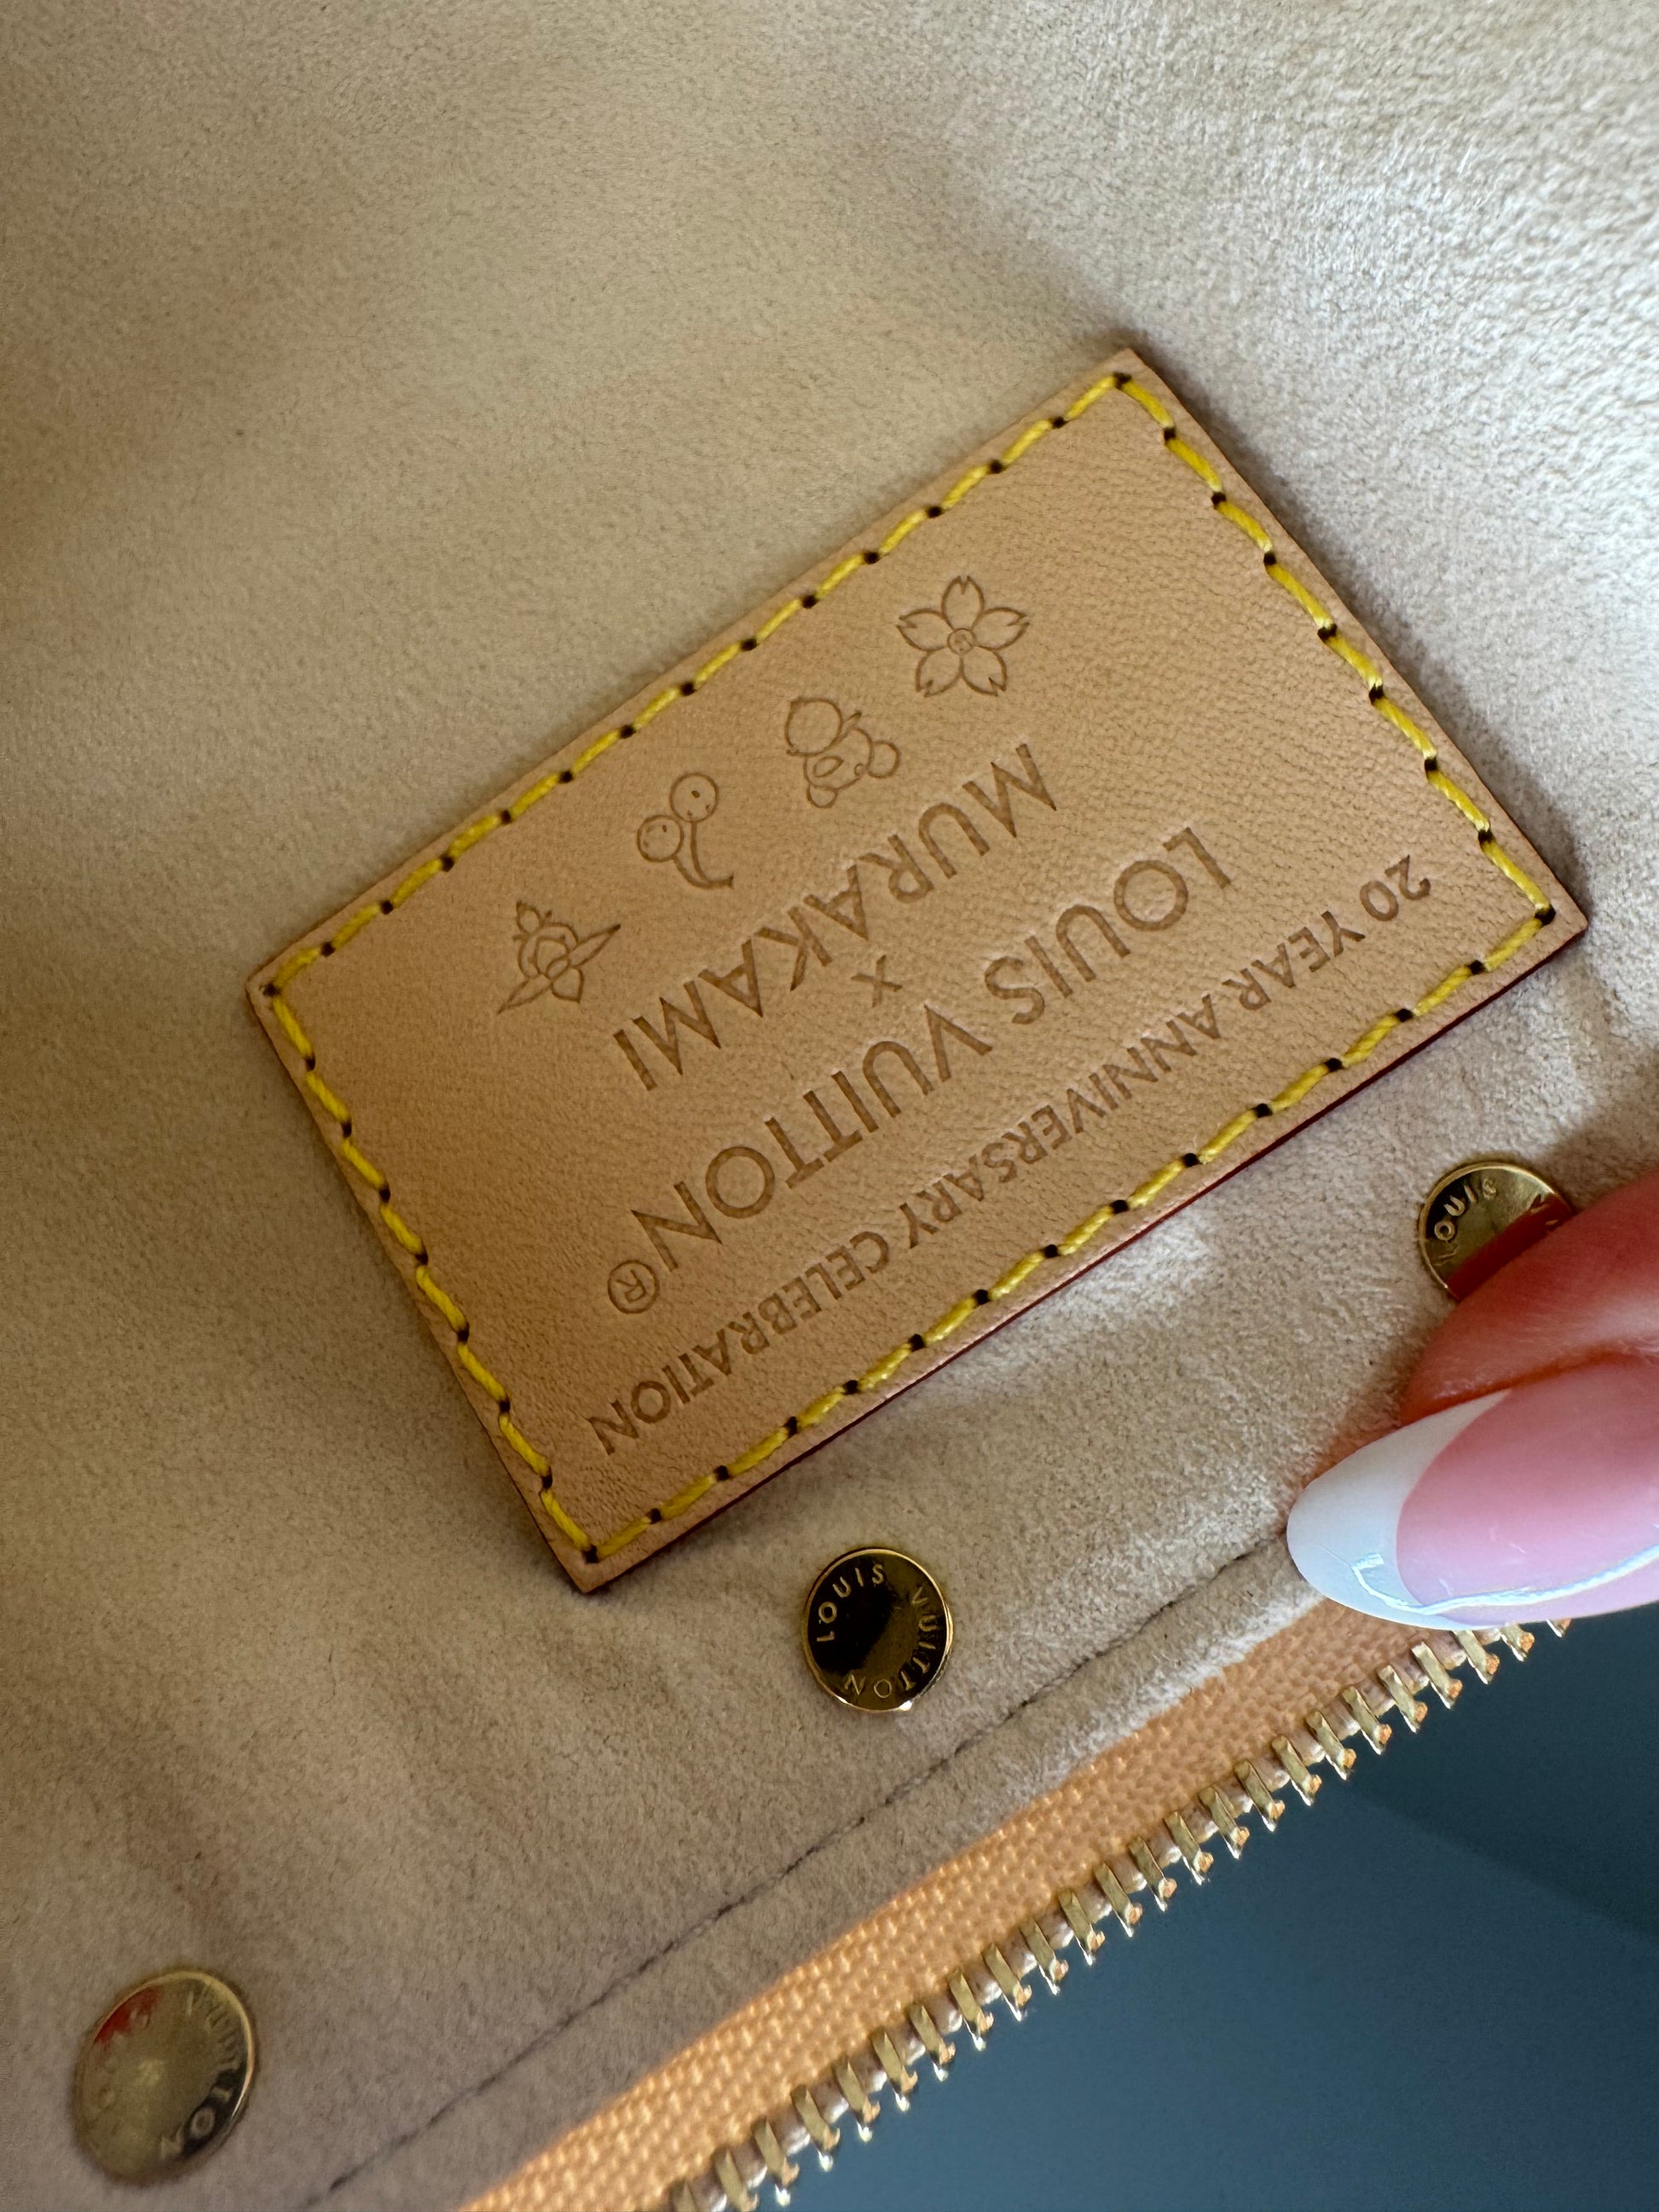 20 YEAR ANNIVERSARY CELEBRATION
LOUIS VUITTON®
X
MURAKAMI
LOUIS
LOUIS VUITTON
VUITTON